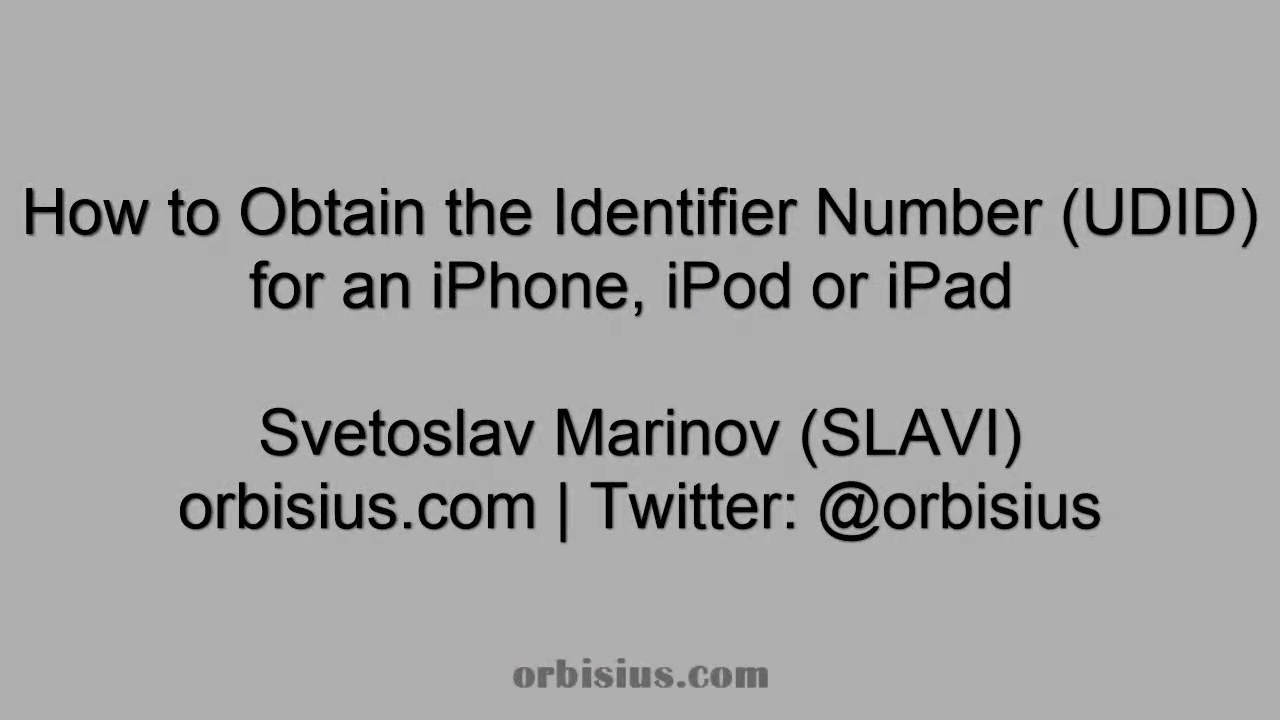 How to Obtain the Identifier Number (UDID)
for an iPhone, iPod or iPad
Svetoslav Marinov (SLAVI)
orbisius.com | Twitter: @orbisius
orbisius.com